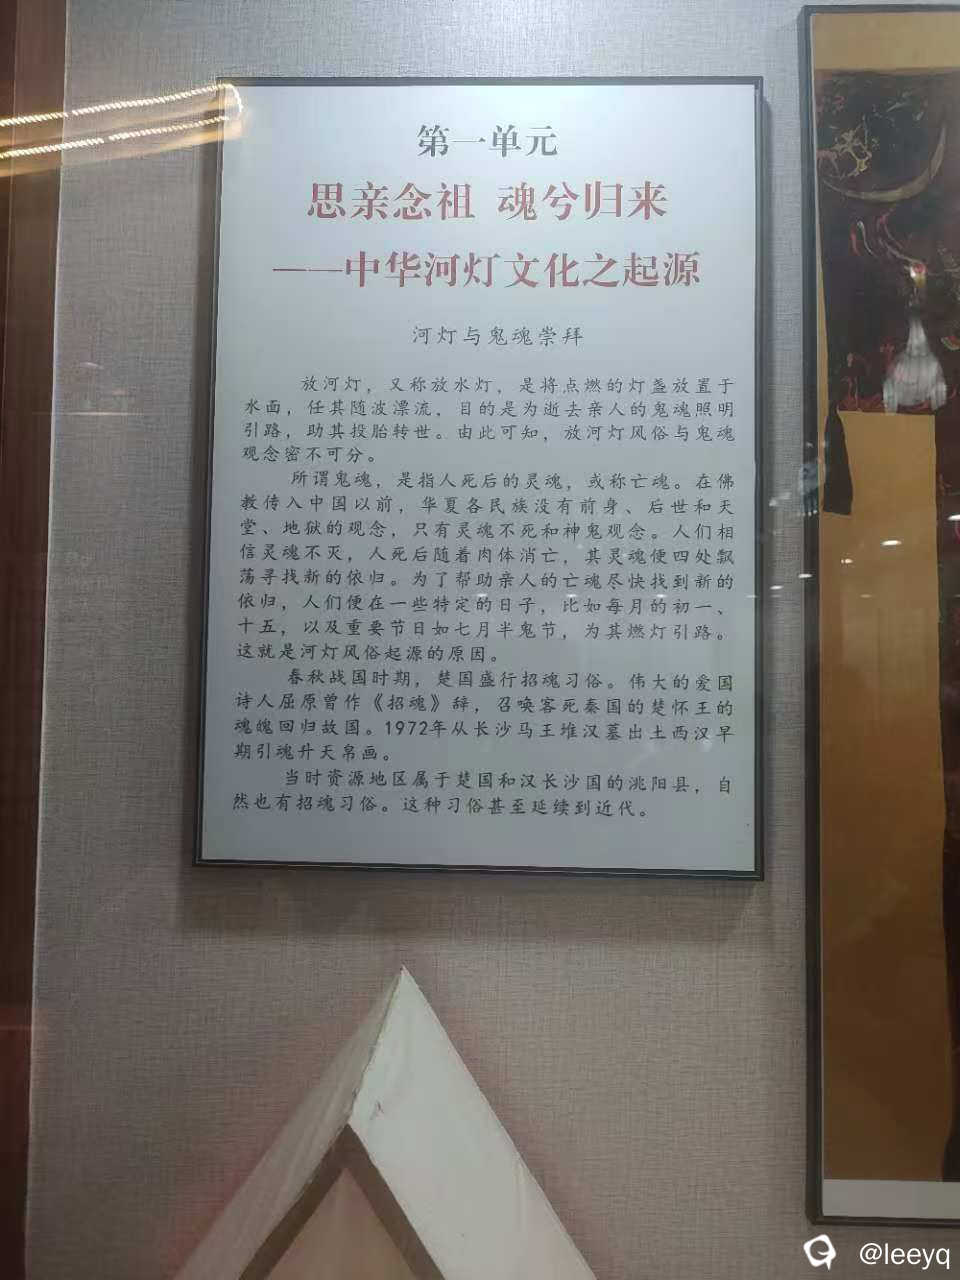 第一单元
思亲念祖 魂兮归来
——中华河灯文化之起源
河灯与鬼魂崇拜
放河灯，又称放水灯，是将点燃的灯盏放置于
水面，任其随波漂流，目的是为逝去亲人的鬼魂照明
引路，助其投胎转世。由此可知，放河灯风俗与鬼魂
观念密不可分。
所谓鬼魂，是指人死后的灵魂，或称亡魂。在佛
教传入中国以前，华夏各民族没有前身、后世和天
堂、地狱的观念，只有灵魂不死和神鬼观念。人们相
信灵魂不灭，人死后随着肉体消亡，其灵魂便四处飘
荡寻找新的依归。为了帮助亲人的亡魂尽快找到新的
依归，人们便在一些特定的日子，比如每月的初一、
十五，以及重要节日如七月半鬼节，为其燃灯引路。
这就是河灯风俗起源的原因。
春秋战国时期，楚国盛行招魂习俗。伟大的爱国
诗人屈原曾作《招魂》辞，召唤客死秦国的楚怀王的
魂魄回归故国。1972年从长沙马王堆汉墓出土西汉早
期引魂升天帛画。
当时资源地区属于楚国和汉长沙国的洮阳县，自
然也有招魂习俗。这种习俗甚至延续到近代。
@leeyq